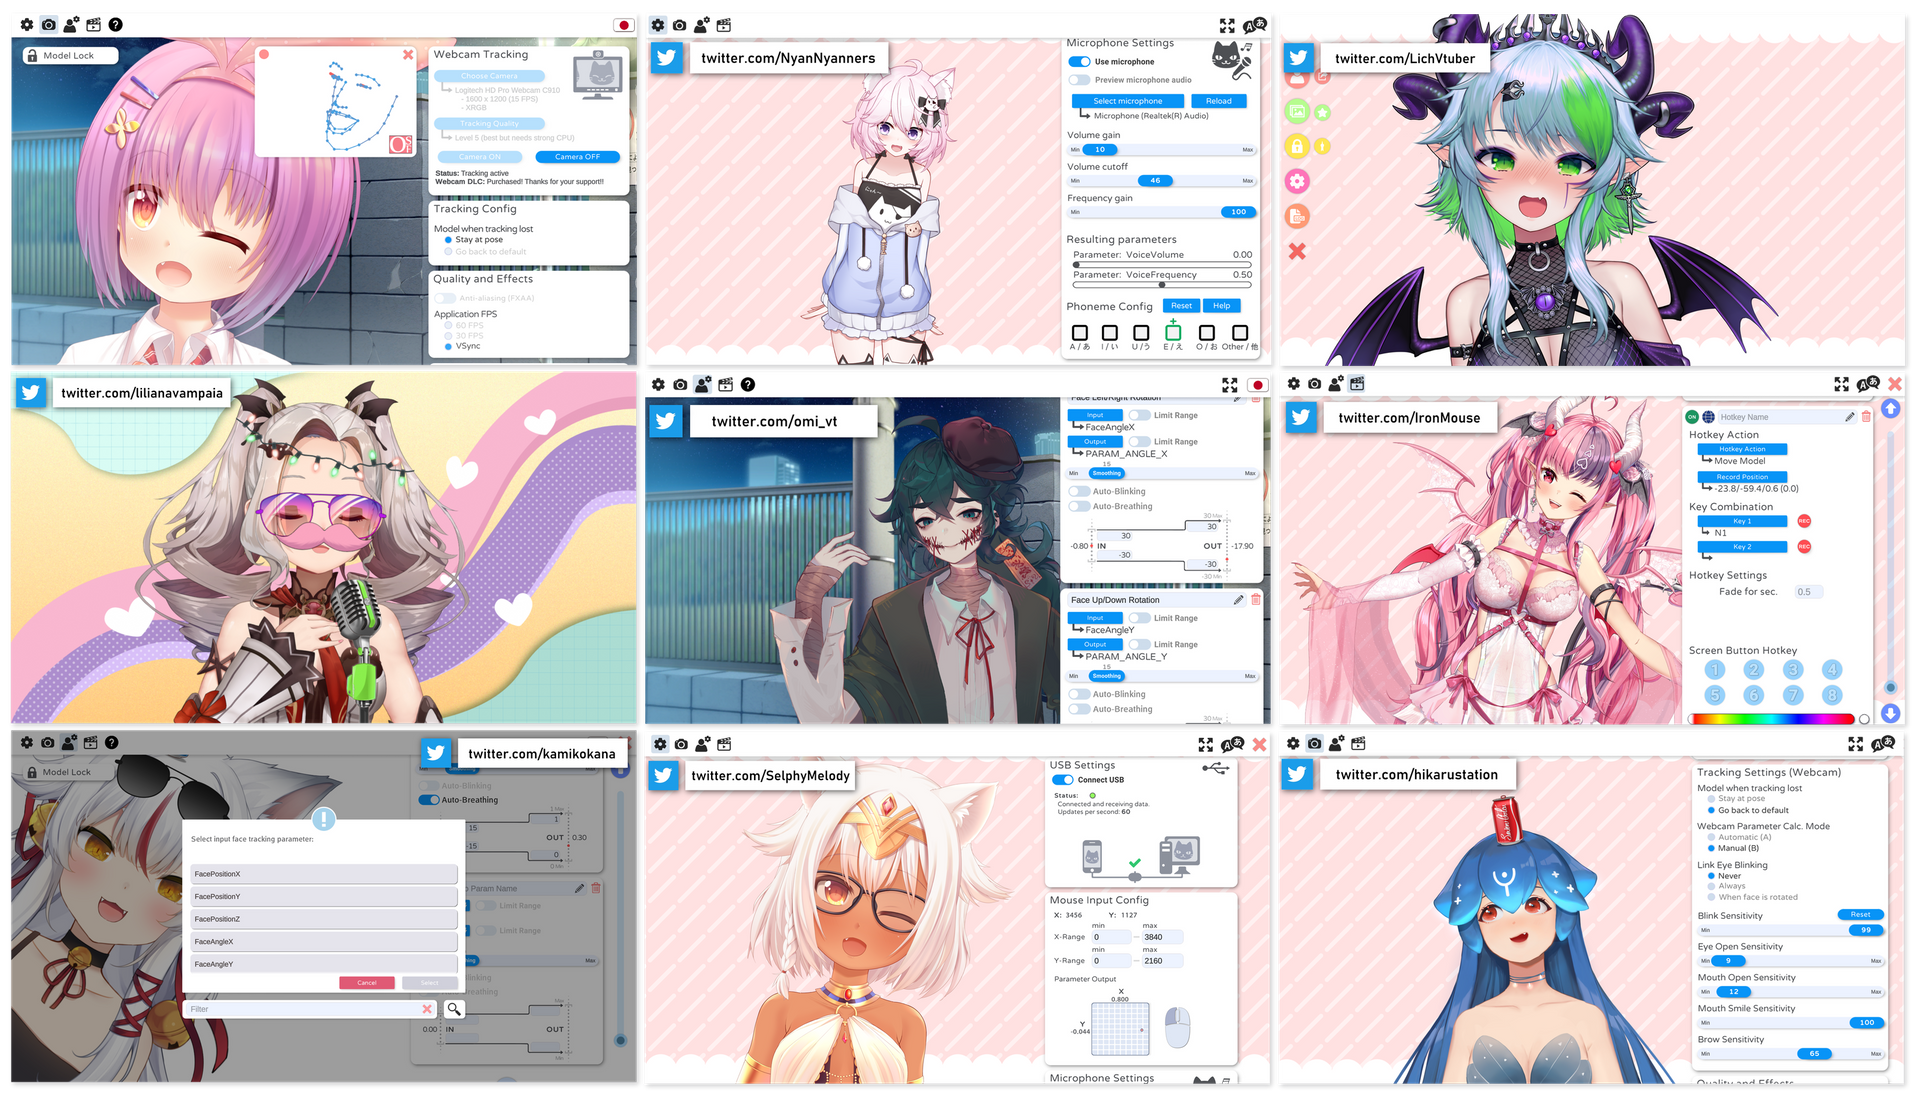 Model Lock
Webcam Tracking
Choose Camera
Logitech HD Pro Webcam C910
- 1600 x 1200 (15 FPS)
- XRGB
Tracking Quality
Level 5 (best but needs strong CPU)
Camera ON
Camera OFF
Status: Tracking active
Webcam DLC: Purchased! Thanks for your support!!
Tracking Config
Model when tracking lost
Stay at pose
Go back to default
Quality and Effects
Anti-aliasing (FXAA)
Application FPS
60 FPS
30 FPS
VSync
twitter.com/NyanNyanners
Microphone Settings
Use microphone
Preview microphone audio
Select microphone
Reload
Microphone (Realtek(R) Audio)
Volume gain
Min 10 Max
Volume cutoff
Min 46 Max
Frequency gain
Min 100
Resulting parameters
Parameter: VoiceVolume 0.00
Parameter: VoiceFrequency 0.50
Phoneme Config
Reset
Help
A / あ I / い U / う E / え O / お Other / 他
twitter.com/LichVtuber
twitter.com/lilianavampaia
twitter.com/omi_vt
Face Left/Right Rotation
Input
Limit Range
FaceAngleX
Output
Limit Range
PARAM_ANGLE_X
15
Min Smoothing Max
Auto-Blinking
Auto-Breathing
30 Max
30
30
-0.80 IN OUT -17.90
-30
-30
-30 Min
Face Up/Down Rotation
Input
Limit Range
FaceAngleY
Output
Limit Range
PARAM_ANGLE_Y
15
Min Smoothing Max
Auto-Blinking
Auto-Breathing
30 Max
twitter.com/IronMouse
ON
Hotkey Name
Hotkey Action
Hotkey Action
Move Model
Record Position
-23.8/-59.4/0.6 (0.0)
Key Combination
Key 1
REC
N1
Key 2
REC
Hotkey Settings
Fade for sec. 0.5
Screen Button Hotkey
1 2 3 4
5 6 7 8
twitter.com/kamikokana
Model Lock
Auto-Blinking
Auto-Breathing
1 Max
15
1
OUT 0.30
-15
0
0 Min
Select input face tracking parameter:
FacePositionX
FacePositionY
FacePositionZ
FaceAngleX
FaceAngleY
Cancel
Select
Filter
Param Name
Limit Range
Limit Range
Max
0.00 IN OUT
twitter.com/SelphyMelody
USB Settings
Connect USB
Status:
Connected and receiving data.
Updates per second: 60
Mouse Input Config
X: 3456 Y: 1127
min max
X-Range 0 – 3840
min max
Y-Range 0 – 2160
Parameter Output
X
0.800
Y
-0.044
Microphone Settings
twitter.com/hikarustation
Tracking Settings (Webcam)
Model when tracking lost
Stay at pose
Go back to default
Webcam Parameter Calc. Mode
Automatic (A)
Manual (B)
Link Eye Blinking
Never
Always
When face is rotated
Blink Sensitivity
Reset
Min 99
Eye Open Sensitivity
Min 9 Max
Mouth Open Sensitivity
Min 12 Max
Mouth Smile Sensitivity
Min 100
Brow Sensitivity
Min 65 Max
Quality and Effects